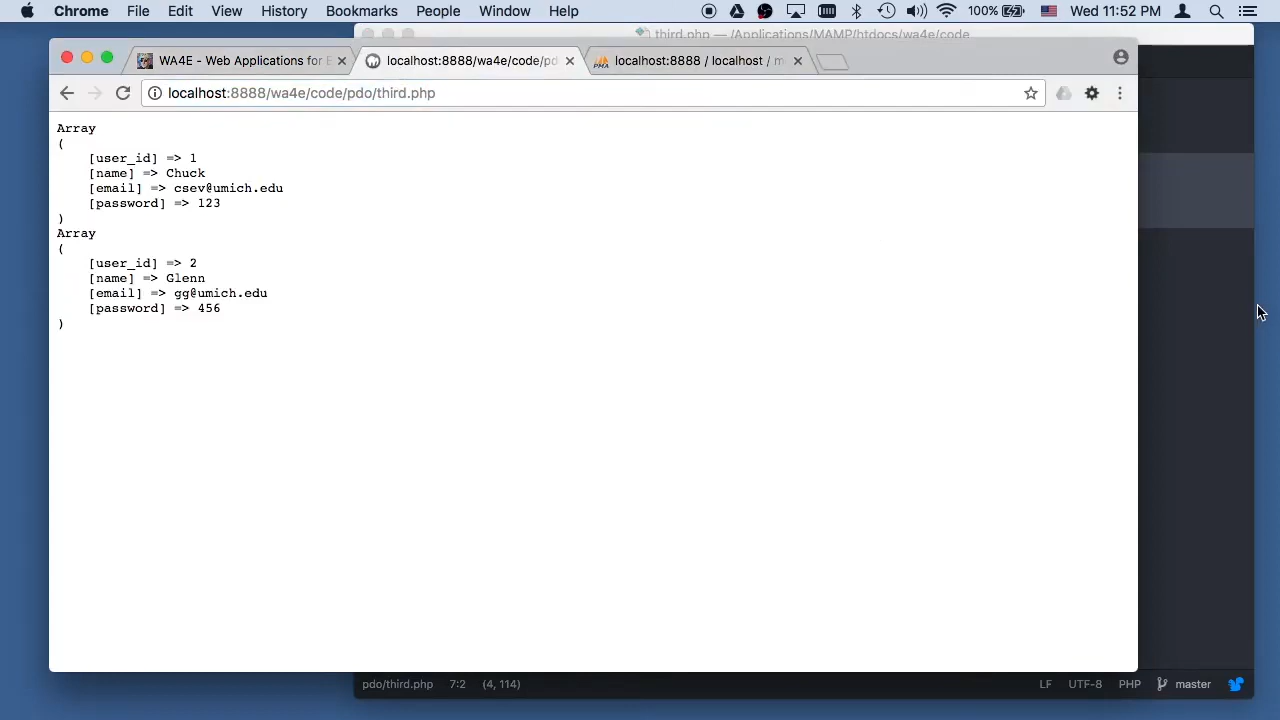 Chrome File Edit View History Bookmarks People Window Help 100% Wed 11:52 PM
third.php — /Applications/MAMP/htdocs/wa4e/code
WA4E - Web Applications for E localhost:8888/wa4e/code/pd localhost:8888 / localhost / m
localhost:8888/wa4e/code/pdo/third.php
Array
(
[user_id] => 1
[name] => Chuck
[email] => csev@umich.edu
[password] => 123
)
Array
(
[user_id] => 2
[name] => Glenn
[email] => gg@umich.edu
[password] => 456
)
pdo/third.php 7:2 (4, 114) LF UTF-8 PHP master